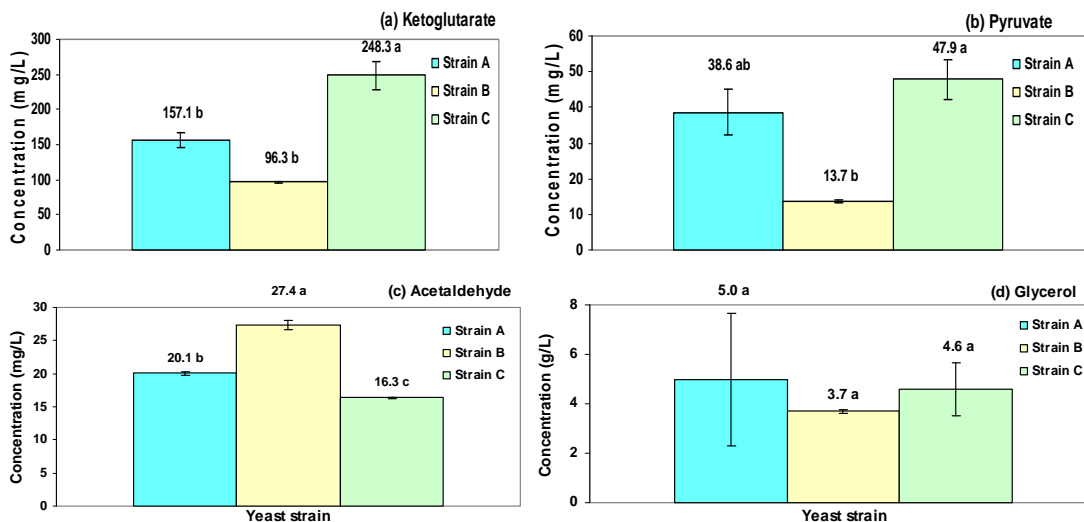 (a) Ketoglutarate
Concentration (mg/L)
300
250
200
150
100
50
0
157.1 b
96.3 b
248.3 a
Strain A
Strain B
Strain C
(b) Pyruvate
Concentration (mg/L)
60
50
40
30
20
10
0
38.6 ab
13.7 b
47.9 a
Strain A
Strain B
Strain C
(c) Acetaldehyde
Concentration (mg/L)
30
25
20
15
10
5
0
20.1 b
27.4 a
16.3 c
Strain A
Strain B
Strain C
Yeast strain
(d) Glycerol
Concentration (g/L)
8
6
4
2
0
5.0 a
3.7 a
4.6 a
Strain A
Strain B
Strain C
Yeast strain